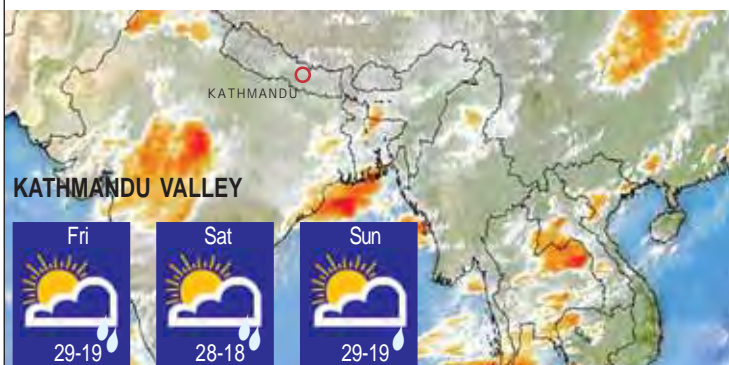 KATHMANDU
KATHMANDU VALLEY
Fri Sat Sun
29-19 28-18 29-19